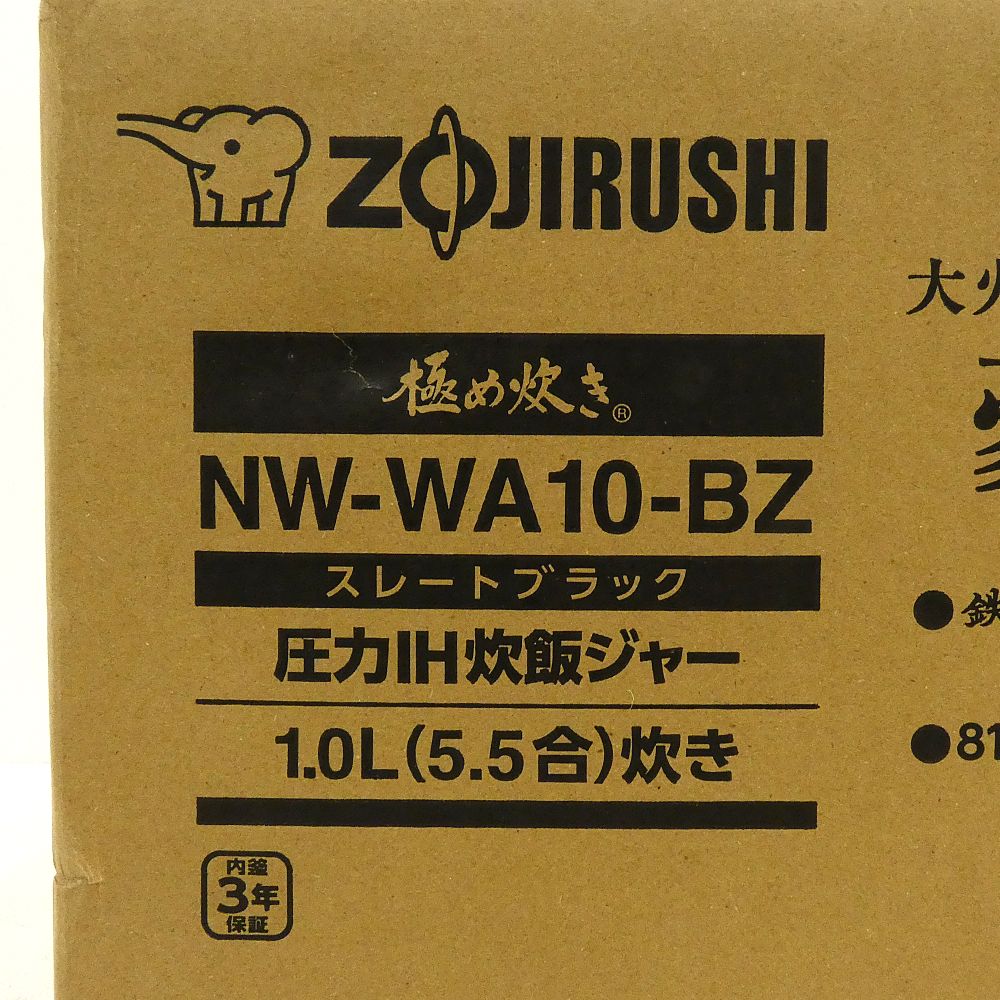 ZOJIRUSHI
極め炊き®
NW-WA10-BZ
スレートブラック
圧力IH炊飯ジャー
1.0L(5.5合)炊き
内釜
3年
保証
大火
●鉄
●81